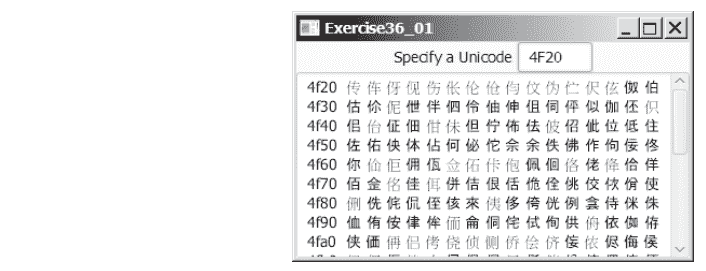 Exercise36_01
Specify a Unicode 4F20
4f20 传 伡 伢 伣 伤 伥 伦 伧 伨 伩 伪 伫 伬 伭 伮 伯
4f30 估 伱 伲 伳 伴 伵 伶 伷 伸 伹 伺 伻 似 伽 伾 伿
4f40 佀 佁 佂 佃 佄 佅 但 佇 佈 佉 佊 佋 佌 位 低 住
4f50 佐 佑 佒 体 佔 何 佖 佗 佘 余 佚 佛 作 佝 佞 佟
4f60 你 佡 佢 佣 佤 佥 佦 佧 佨 佩 佪 佫 佬 佭 佮 佯
4f70 佰 佱 佲 佳 佴 併 佶 佷 佸 佹 佺 佻 佼 佽 佾 使
4f80 侀 侁 侂 侃 侄 侅 來 侇 侈 侉 侊 例 侌 侍 侎 侏
4f90 侐 侑 侒 侓 侔 侕 侖 侗 侘 侙 侚 供 侜 依 侞 侟
4fa0 侠 価 侢 侣 侤 侥 侦 侧 侨 侩 侪 侫 侬 侭 侮 侯